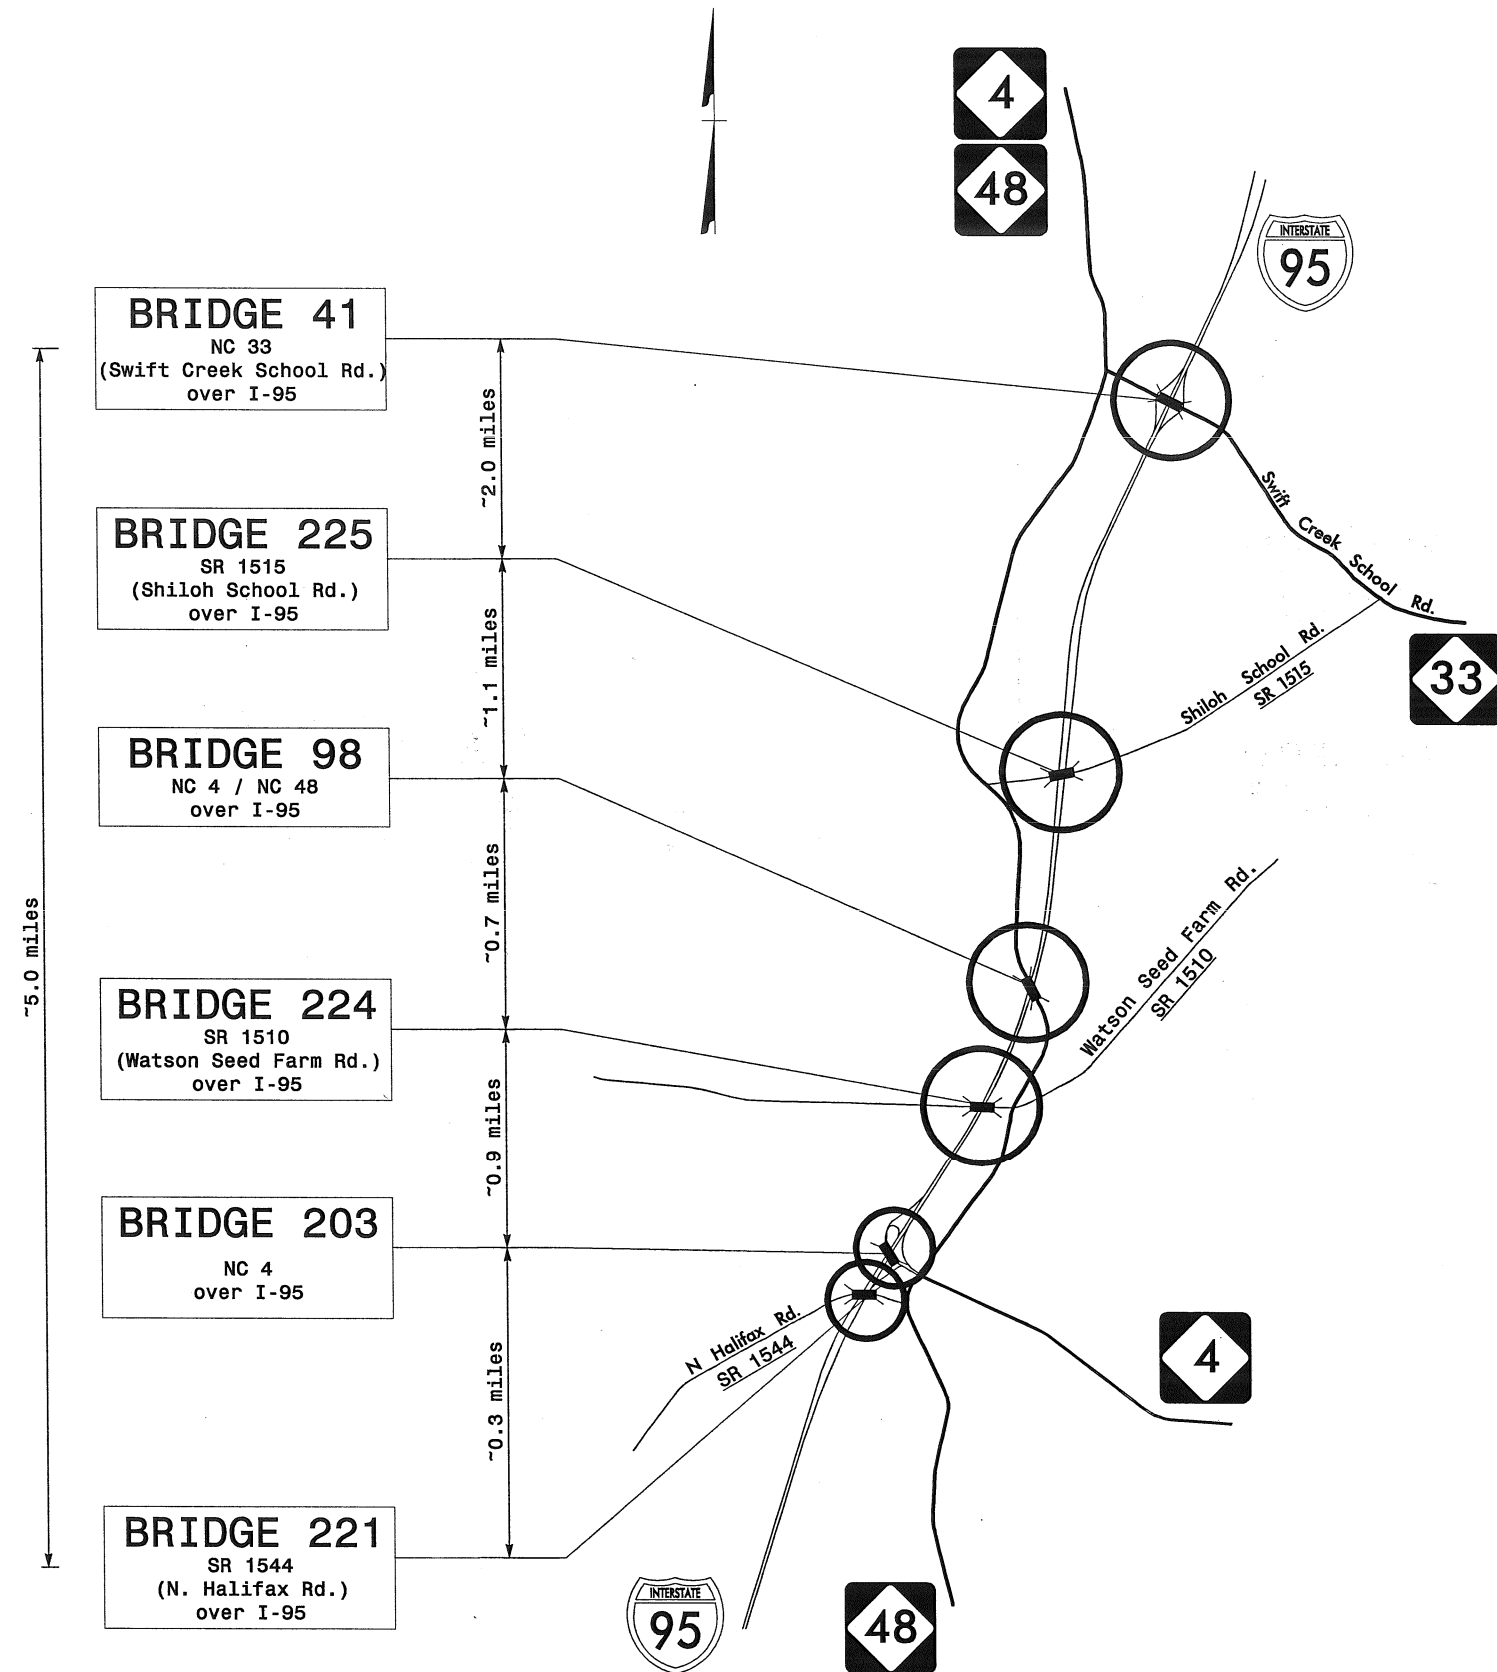 4
48
INTERSTATE
95
BRIDGE 41
NC 33
(Swift Creek School Rd.)
over I-95
~2.0 miles
BRIDGE 225
SR 1515
(Shiloh School Rd.)
over I-95
~1.1 miles
BRIDGE 98
NC 4 / NC 48
over I-95
~0.7 miles
BRIDGE 224
SR 1510
(Watson Seed Farm Rd.)
over I-95
~0.9 miles
BRIDGE 203
NC 4
over I-95
~0.3 miles
BRIDGE 221
SR 1544
(N. Halifax Rd.)
over I-95
~5.0 miles
Swift Creek School Rd.
33
Shiloh School Rd.
SR 1515
Watson Seed Farm Rd.
SR 1510
N Halifax Rd.
SR 1544
4
INTERSTATE
95
48